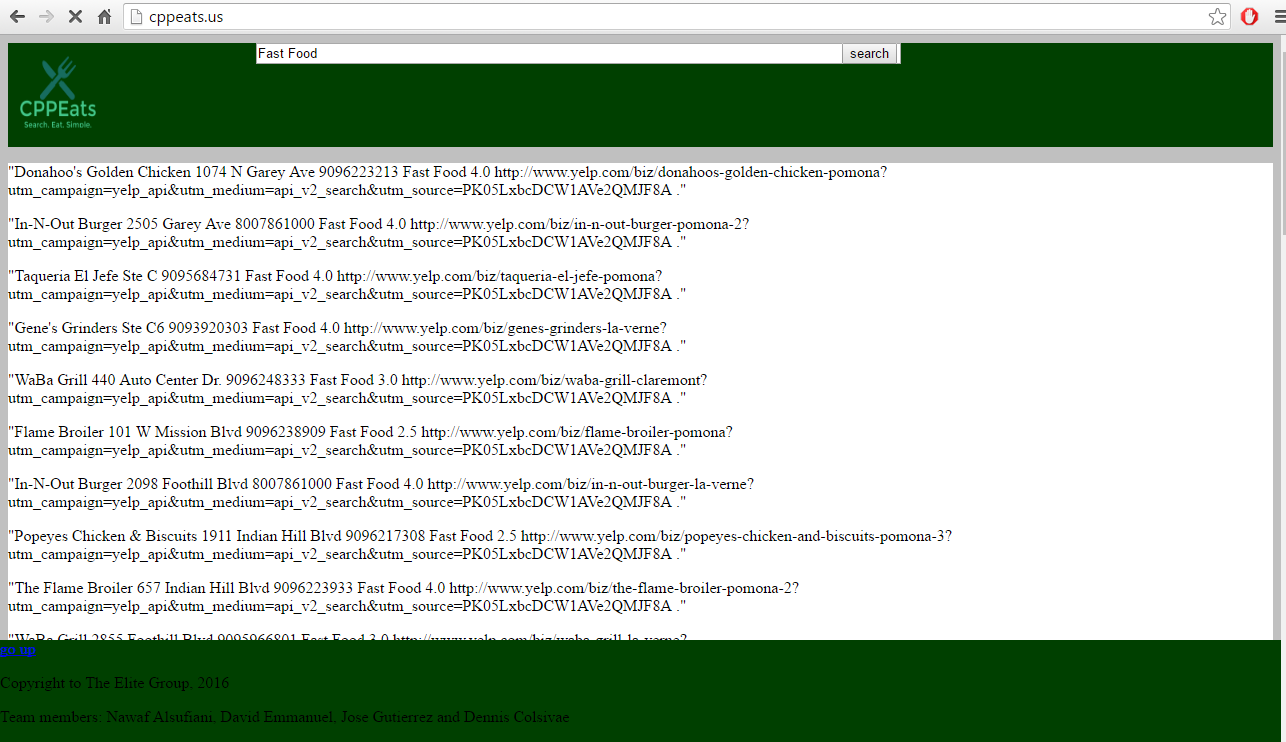 cppeats.us
Fast Food search
CPPEats
Search. Eat. Simple.
"Donahoo's Golden Chicken 1074 N Garey Ave 9096223213 Fast Food 4.0 http://www.yelp.com/biz/donahoos-golden-chicken-pomona?
utm_campaign=yelp_api&utm_medium=api_v2_search&utm_source=PK05LxbcDCW1AVe2QMJF8A ."
"In-N-Out Burger 2505 Garey Ave 8007861000 Fast Food 4.0 http://www.yelp.com/biz/in-n-out-burger-pomona-2?
utm_campaign=yelp_api&utm_medium=api_v2_search&utm_source=PK05LxbcDCW1AVe2QMJF8A ."
"Taqueria El Jefe Ste C 9095684731 Fast Food 4.0 http://www.yelp.com/biz/taqueria-el-jefe-pomona?
utm_campaign=yelp_api&utm_medium=api_v2_search&utm_source=PK05LxbcDCW1AVe2QMJF8A ."
"Gene's Grinders Ste C6 9093920303 Fast Food 4.0 http://www.yelp.com/biz/genes-grinders-la-verne?
utm_campaign=yelp_api&utm_medium=api_v2_search&utm_source=PK05LxbcDCW1AVe2QMJF8A ."
"WaBa Grill 440 Auto Center Dr. 9096248333 Fast Food 3.0 http://www.yelp.com/biz/waba-grill-claremont?
utm_campaign=yelp_api&utm_medium=api_v2_search&utm_source=PK05LxbcDCW1AVe2QMJF8A ."
"Flame Broiler 101 W Mission Blvd 9096238909 Fast Food 2.5 http://www.yelp.com/biz/flame-broiler-pomona?
utm_campaign=yelp_api&utm_medium=api_v2_search&utm_source=PK05LxbcDCW1AVe2QMJF8A ."
"In-N-Out Burger 2098 Foothill Blvd 8007861000 Fast Food 4.0 http://www.yelp.com/biz/in-n-out-burger-la-verne?
utm_campaign=yelp_api&utm_medium=api_v2_search&utm_source=PK05LxbcDCW1AVe2QMJF8A ."
"Popeyes Chicken & Biscuits 1911 Indian Hill Blvd 9096217308 Fast Food 2.5 http://www.yelp.com/biz/popeyes-chicken-and-biscuits-pomona-3?
utm_campaign=yelp_api&utm_medium=api_v2_search&utm_source=PK05LxbcDCW1AVe2QMJF8A ."
"The Flame Broiler 657 Indian Hill Blvd 9096223933 Fast Food 4.0 http://www.yelp.com/biz/the-flame-broiler-pomona-2?
utm_campaign=yelp_api&utm_medium=api_v2_search&utm_source=PK05LxbcDCW1AVe2QMJF8A ."
"WaBa Grill 2855 Foothill Blvd 9095966801 Fast Food 3.0 http://www.yelp.com/biz/waba-grill-la-verne?
Copyright to The Elite Group. 2016
Team members: Nawaf Alsufiani, David Emmanuel, Jose Gutierrez and Dennis Colsivae